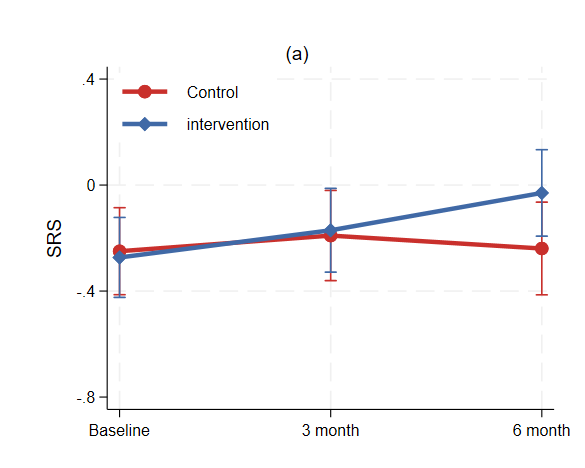 (a)
Control
intervention
SRS
.4
0
-.4
-.8
Baseline
3 month
6 month